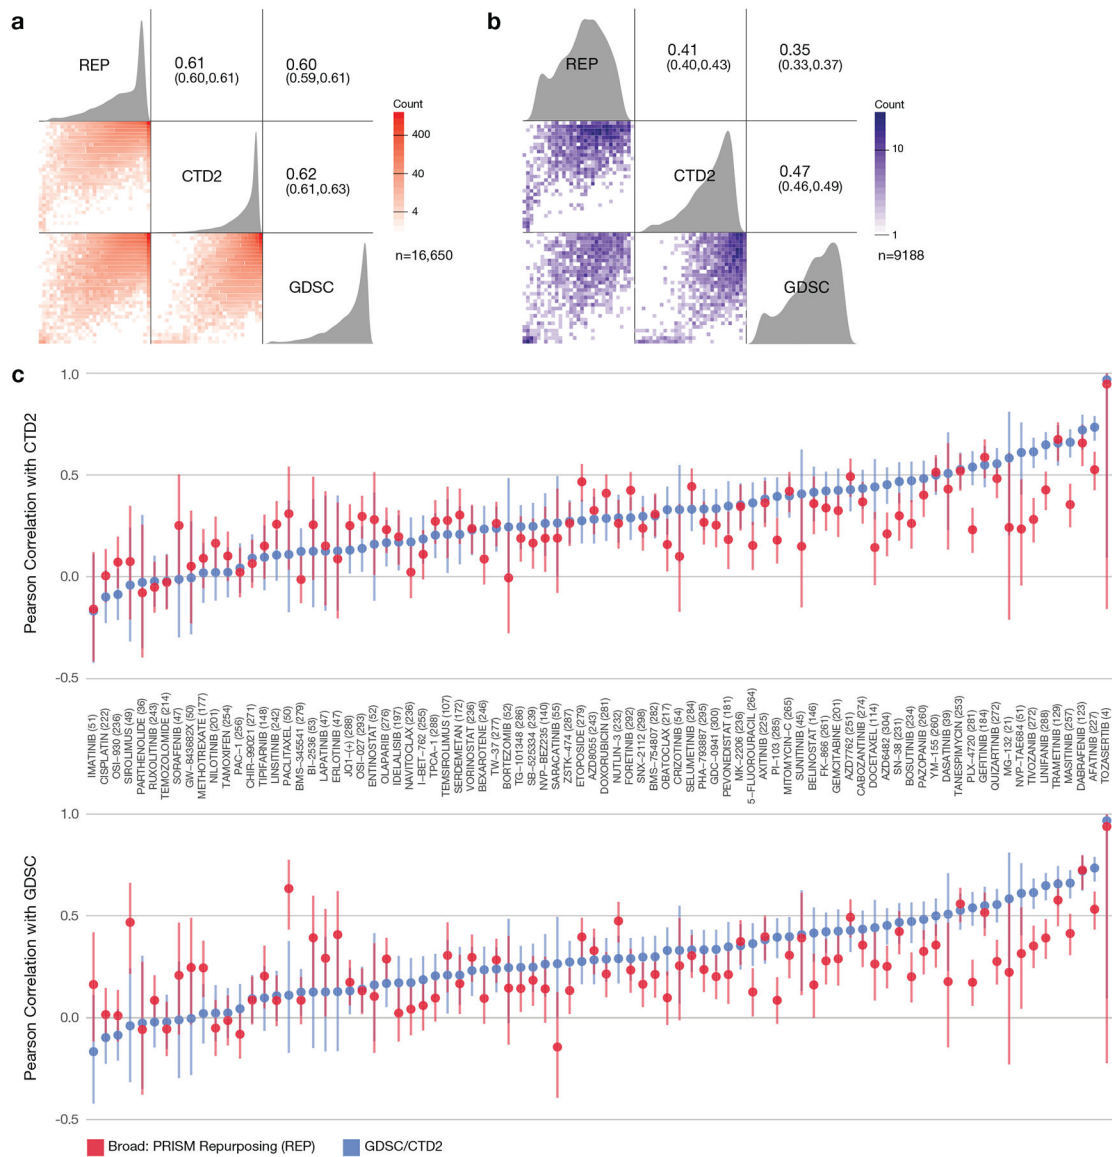 a
REP
0.61
(0.60,0.61)
0.60
(0.59,0.61)
CTD2
0.62
(0.61,0.63)
GDSC
Count
400
40
4
n=16,650
b
REP
0.41
(0.40,0.43)
0.35
(0.33,0.37)
CTD2
0.47
(0.46,0.49)
GDSC
Count
10
1
n=9188
c
Pearson Correlation with CTD2
1.0
0.5
0.0
-0.5
IMATINIB (51)
CISPLATIN (222)
OSI-930 (236)
SIROLIMUS (49)
PARTHENOLIDE (36)
RUXOLITINIB (243)
TEMOZOLOMIDE (214)
SORAFENIB (47)
GW-843682X (50)
METHOTREXATE (177)
NILOTINIB (201)
TAMOXIFEN (254)
PAC-1 (256)
CHIR-99021 (271)
TIPIFARNIB (148)
LINSITINIB (242)
PACLITAXEL (50)
BMS-345541 (279)
BI-2536 (53)
LAPATINIB (47)
ERLOTINIB (47)
JQ1-(+) (288)
OSI-027 (293)
ENTINOSTAT (52)
OLAPARIB (276)
IDELALISIB (197)
NAVITOCLAX (236)
I-BET-762 (255)
TPCA-1 (288)
TEMSIROLIMUS (107)
SERDEMETAN (172)
VORINOSTAT (236)
BEXAROTENE (246)
TW-37 (277)
BORTEZOMIB (52)
TG-101348 (286)
SB-525334 (239)
NVP-BEZ235 (140)
SARACATINIB (55)
ZSTK-474 (287)
ETOPOSIDE (279)
AZD8055 (243)
DOXORUBICIN (281)
NUTLIN-3 (232)
FORETINIB (292)
SNX-2112 (298)
BMS-754807 (282)
OBATOCLAX (217)
CRIZOTINIB (54)
SELUMETINIB (284)
PHA-793887 (295)
GDC-0941 (300)
PEVONEDISTAT (181)
MK-2206 (236)
5-FLUOROURACIL (264)
AXITINIB (225)
PI-103 (285)
MITOMYCIN-C (265)
SUNITINIB (45)
BELINOSTAT (146)
FK-866 (261)
GEMCITABINE (201)
AZD7762 (251)
CABOZANTINIB (274)
DOCETAXEL (114)
AZD6482 (304)
SN-38 (231)
BOSUTINIB (234)
PAZOPANIB (260)
YM-155 (260)
DASATINIB (39)
TANESPIMYCIN (253)
PLX-4720 (281)
GEFITINIB (184)
QUIZARTINIB (272)
MG-132 (21)
NVP-TAE684 (51)
TIVOZANIB (272)
LINIFANIB (288)
TRAMETINIB (129)
MASITINIB (257)
DABRAFENIB (123)
AFATINIB (227)
TOZASERTIB (4)
Pearson Correlation with GDSC
1.0
0.5
0.0
-0.5
Broad: PRISM Repurposing (REP)
GDSC/CTD2